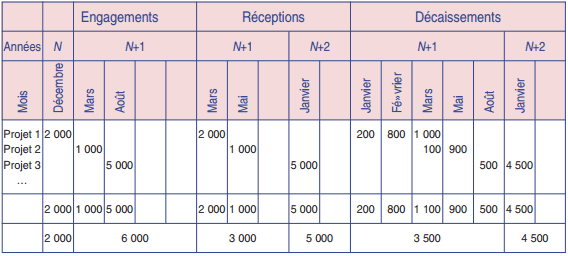 Engagements Réceptions Décaissements
Années N N+1 N+1 N+2 N+1 N+2
Mois Décembre Mars Août Mars Mai Janvier Janvier Fé»vrier Mars Mai Août Janvier
Projet 1 2 000 2 000 200 800 1 000
Projet 2 1 000 1 000 100 900
Projet 3 5 000 5 000 500 4 500
...
2 000 1 000 5 000 2 000 1 000 5 000 200 800 1 100 900 500 4 500
2 000 6 000 3 000 5 000 3 500 4 500